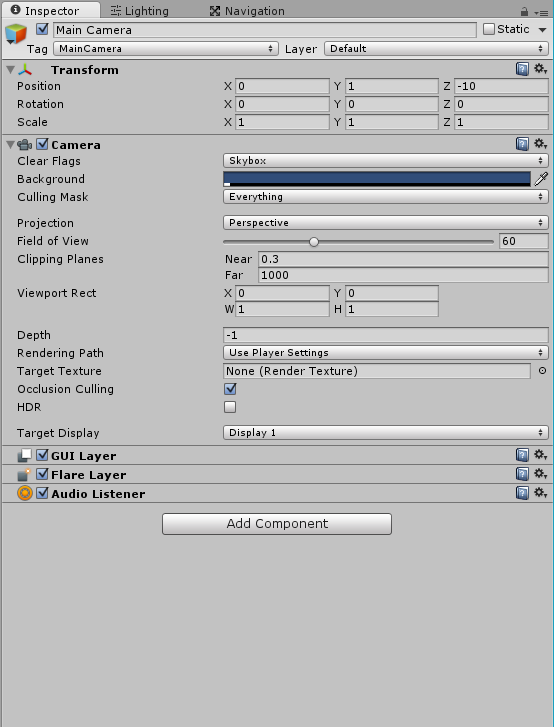 Inspector Lighting Navigation
Main Camera Static
Tag MainCamera Layer Default
Transform
Position X 0 Y 1 Z -10
Rotation X 0 Y 0 Z 0
Scale X 1 Y 1 Z 1
Camera
Clear Flags Skybox
Background
Culling Mask Everything
Projection Perspective
Field of View 60
Clipping Planes Near 0.3
Far 1000
Viewport Rect X 0 Y 0
W 1 H 1
Depth -1
Rendering Path Use Player Settings
Target Texture None (Render Texture)
Occlusion Culling
HDR
Target Display Display 1
GUI Layer
Flare Layer
Audio Listener
Add Component